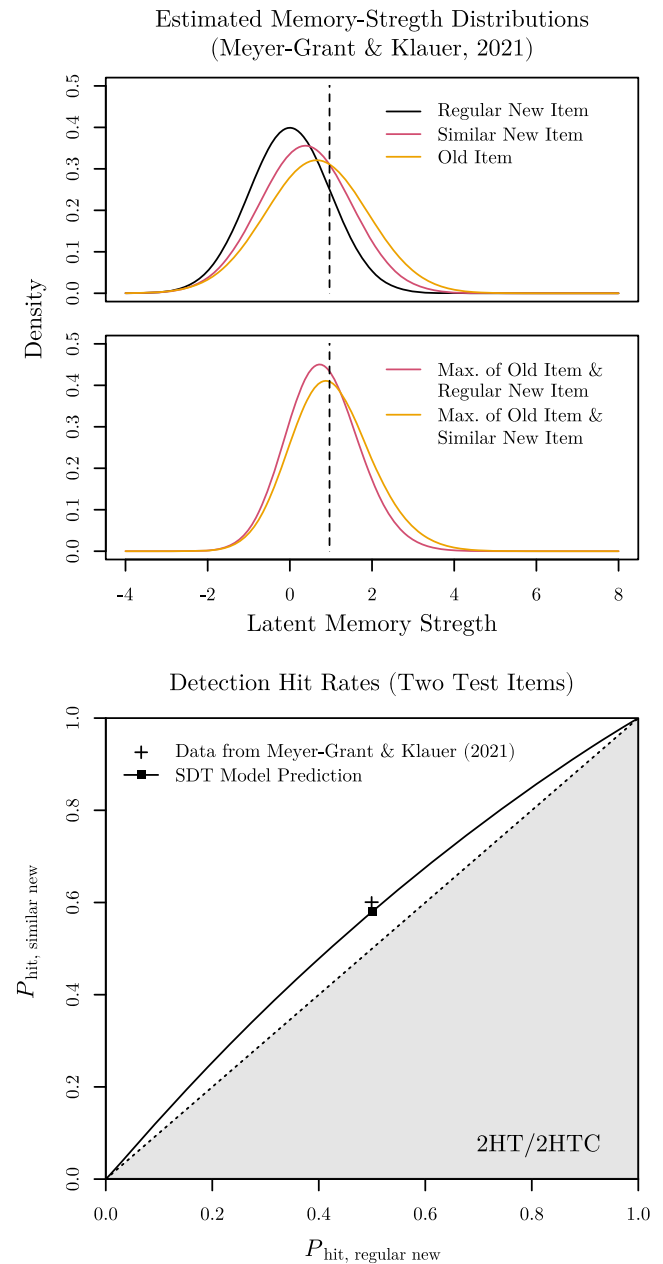 Estimated Memory-Stregth Distributions
(Meyer-Grant & Klauer, 2021)
Regular New Item
Similar New Item
Old Item
0.5
0.4
0.3
0.2
0.1
0.0
Density
Max. of Old Item &
Regular New Item
Max. of Old Item &
Similar New Item
0.5
0.4
0.3
0.2
0.1
0.0
-4 -2 0 2 4 6 8
Latent Memory Stregth
Detection Hit Rates (Two Test Items)
Data from Meyer-Grant & Klauer (2021)
SDT Model Prediction
1.0
0.8
0.6
0.4
0.2
0.0
P hit, similar new
2HT/2HTC
0.0 0.2 0.4 0.6 0.8 1.0
P hit, regular new